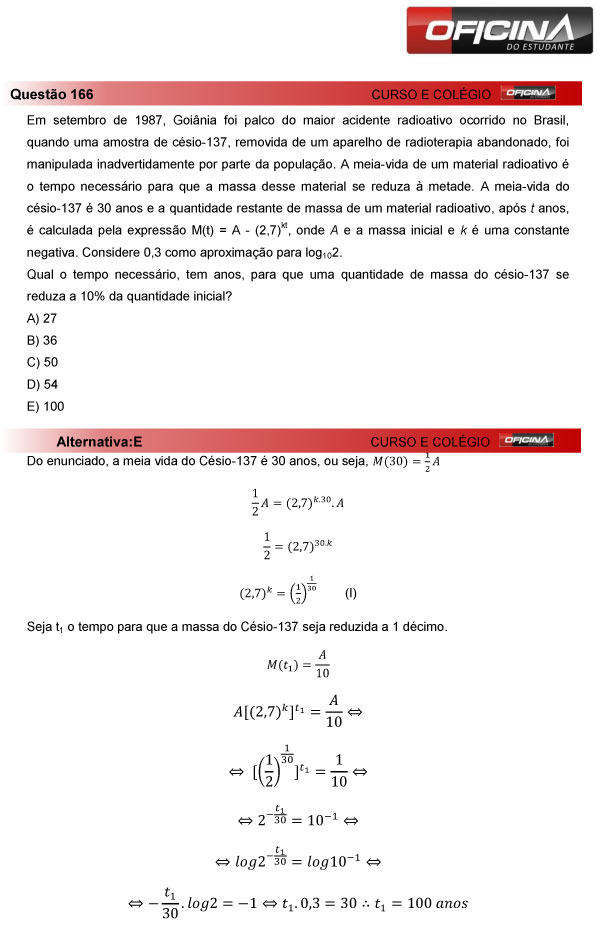 OFICINA
DO ESTUDANTE
Questão 166 CURSO E COLÉGIO OFICINA
Em setembro de 1987, Goiânia foi palco do maior acidente radioativo ocorrido no Brasil,
quando uma amostra de césio-137, removida de um aparelho de radioterapia abandonado, foi
manipulada inadvertidamente por parte da população. A meia-vida de um material radioativo é
o tempo necessário para que a massa desse material se reduza à metade. A meia-vida do
césio-137 é 30 anos e a quantidade restante de massa de um material radioativo, após t anos,
é calculada pela expressão M(t) = A - (2,7)^{kt}, onde A e a massa inicial e k é uma constante
negativa. Considere 0,3 como aproximação para log₁₀2.
Qual o tempo necessário, tem anos, para que uma quantidade de massa do césio-137 se
reduza a 10% da quantidade inicial?
A) 27
B) 36
C) 50
D) 54
E) 100
Alternativa:E CURSO E COLÉGIO OFICINA
Do enunciado, a meia vida do Césio-137 é 30 anos, ou seja, M(30) = 1/2 A
1/2 A = (2,7)^{k.30}. A
1/2 = (2,7)^{30.k}
(2,7)^k = (1/2)^{1/30} (I)
Seja t₁ o tempo para que a massa do Césio-137 seja reduzida a 1 décimo.
M(t₁) = A/10
A[(2,7)^k]^{t₁} = A/10 ⇔
⇔ [(1/2)^{1/30}]^{t₁} = 1/10 ⇔
⇔ 2^{-t₁/30} = 10^{-1} ⇔
⇔ log2^{-t₁/30} = log10^{-1} ⇔
⇔ - t₁/30 . log2 = -1 ⇔ t₁. 0,3 = 30 ∴ t₁ = 100 anos